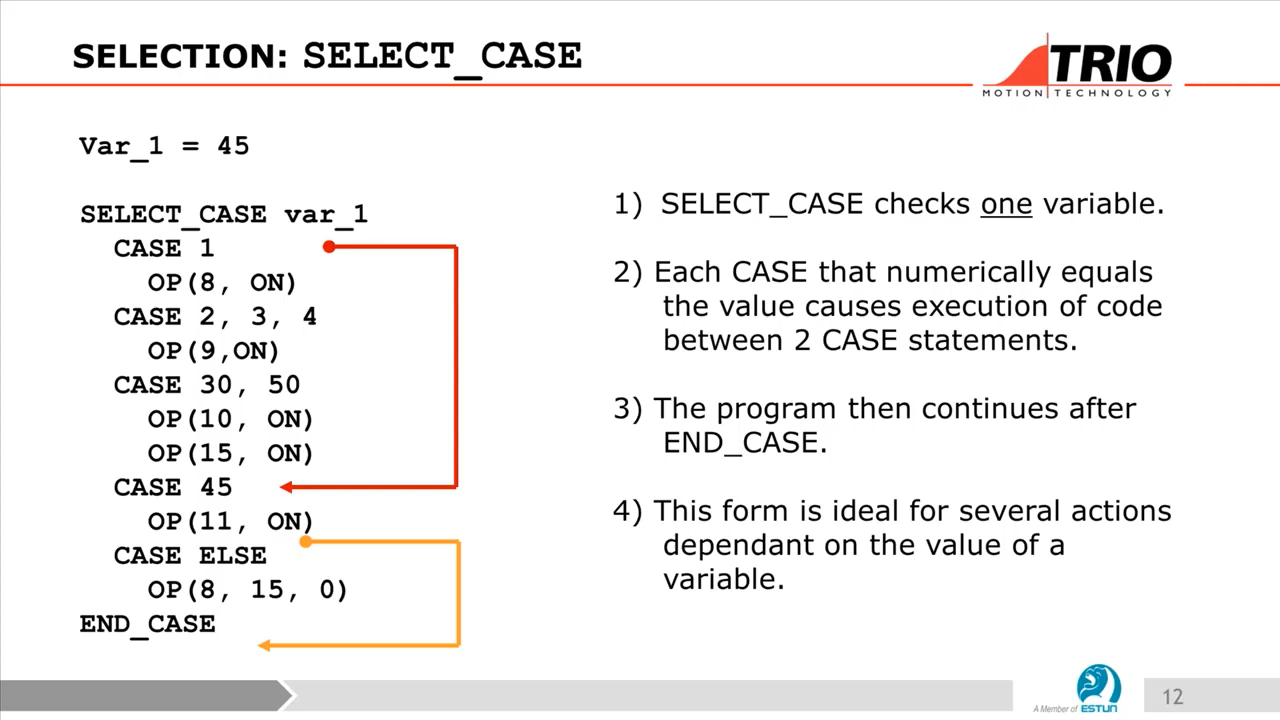 SELECTION: SELECT_CASE
TRIO
MOTION TECHNOLOGY
Var_1 = 45
SELECT_CASE var_1
CASE 1
OP(8, ON)
CASE 2, 3, 4
OP(9,ON)
CASE 30, 50
OP(10, ON)
OP(15, ON)
CASE 45
OP(11, ON)
CASE ELSE
OP(8, 15, 0)
END_CASE
1) SELECT_CASE checks one variable.
2) Each CASE that numerically equals
the value causes execution of code
between 2 CASE statements.
3) The program then continues after
END_CASE.
4) This form is ideal for several actions
dependant on the value of a
variable.
A Member of ESTUN
12